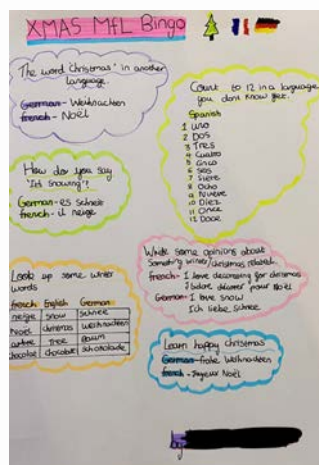 XMAS MFL Bingo
The word 'Christmas' in another
language.
German - Weihnachten
french - Noël
Count to 12 in a language
you dont know yet.
Spanish
1 uno
2 Dos
3 Tres
4 Cuatro
5 Cinco
6 Seis
7 Siete
8 Ocho
9 Nueve
10 Diez
11 Once
12 Doce
How do you say
'It's snowing'?
German - es Schneit
french - il neige
Write some opinions about
Something winter/christmas related.
french - I love decorating for christmas
J'adore décorer pour Noël
German - I love snow
Ich liebe Schnee
Look up some winter
words
french English German
neige snow Schnee
Noël christmas Weihnachten
arbre Tree Baum
chocolat chocolate Schokolade
Learn happy christmas
German - frohe Weihnachten
french - Joyeux Noël
by